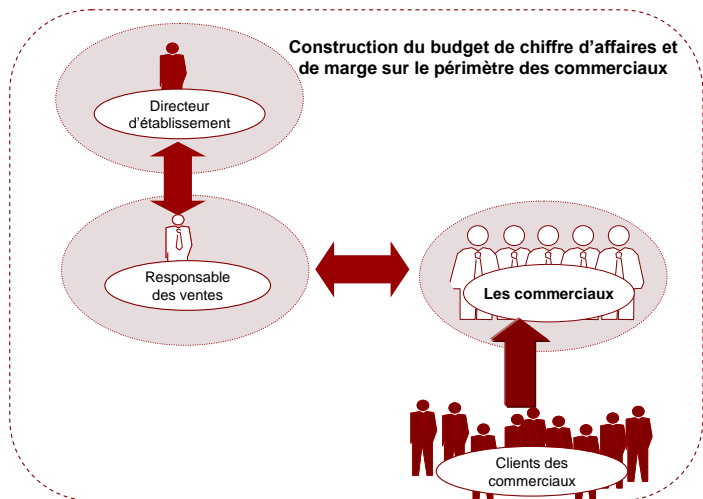 Construction du budget de chiffre d'affaires et
de marge sur le périmètre des commerciaux
Directeur
d'établissement
Responsable
des ventes
Les commerciaux
Clients des
commerciaux